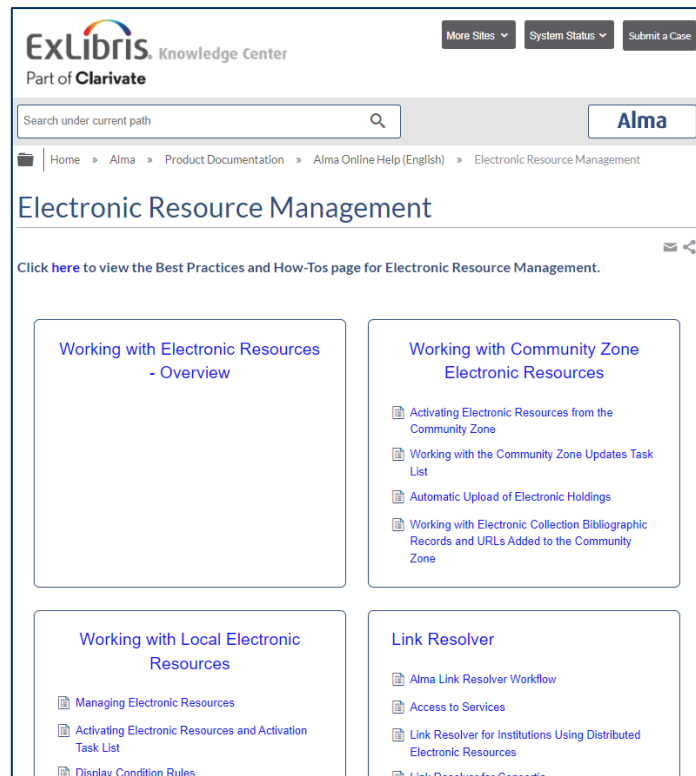 ExLibris. Knowledge Center
Part of Clarivate
More Sites
System Status
Submit a Case
Search under current path
Alma
Home » Alma » Product Documentation » Alma Online Help (English) » Electronic Resource Management
Electronic Resource Management
Click here to view the Best Practices and How-Tos page for Electronic Resource Management.
Working with Electronic Resources
- Overview
Working with Community Zone
Electronic Resources
Activating Electronic Resources from the
Community Zone
Working with the Community Zone Updates Task
List
Automatic Upload of Electronic Holdings
Working with Electronic Collection Bibliographic
Records and URLs Added to the Community
Zone
Working with Local Electronic
Resources
Managing Electronic Resources
Activating Electronic Resources and Activation
Task List
Display Condition Rules
Link Resolver
Alma Link Resolver Workflow
Access to Services
Link Resolver for Institutions Using Distributed
Electronic Resources
Link Resolver for Consortia